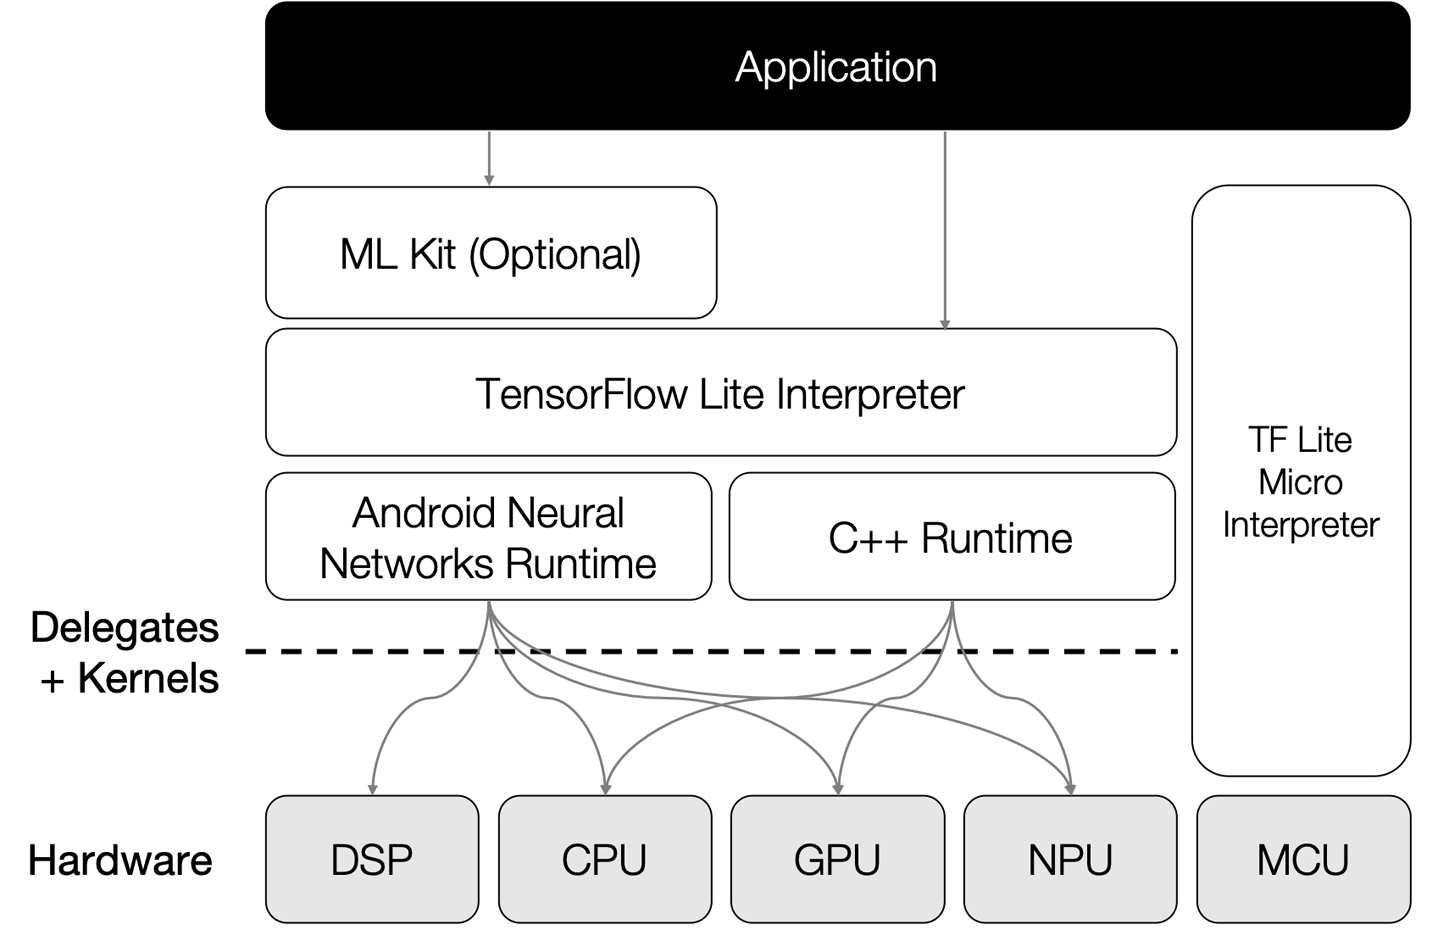 Application
ML Kit (Optional)
TensorFlow Lite Interpreter
TF Lite
Micro
Interpreter
Android Neural
Networks Runtime
C++ Runtime
Delegates
+ Kernels
Hardware
DSP
CPU
GPU
NPU
MCU